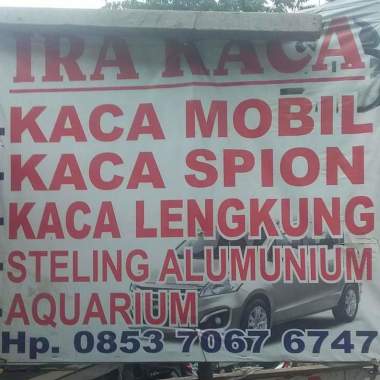 IRA KACA
KACA MOBIL
KACA SPION
KACA LENGKUNG
STELING ALUMUNIUM
AQUARIUM
Hp. 0853 7067 6747